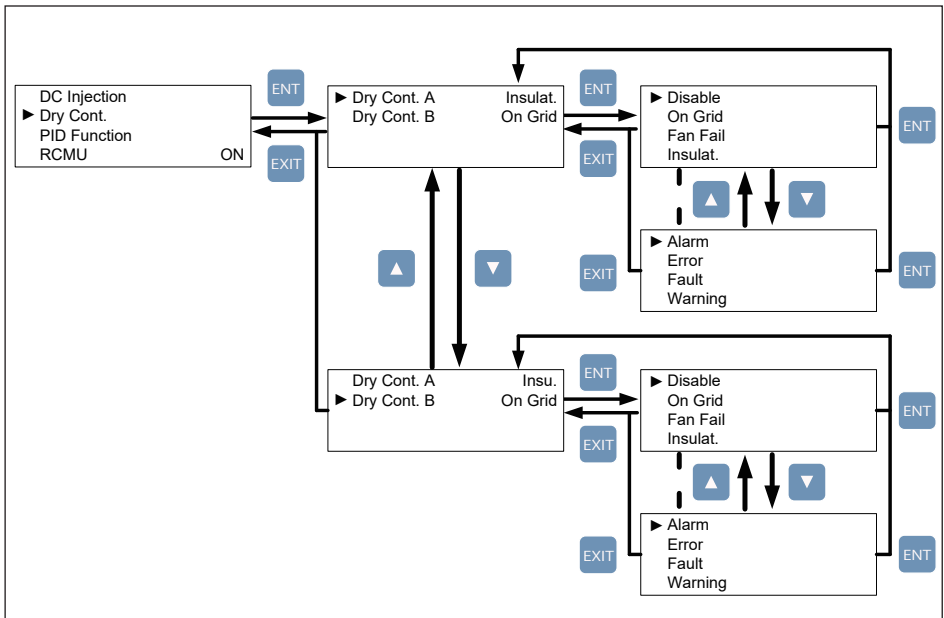 DC Injection
► Dry Cont.
PID Function
RCMU ON
ENT
EXIT
► Dry Cont. A Insulat.
Dry Cont. B On Grid
ENT
EXIT
► Disable
On Grid
Fan Fail
Insulat.
ENT
▲ ▼
► Alarm
Error
Fault
Warning
EXIT
ENT
▲ ▼
Dry Cont. A Insu.
► Dry Cont. B On Grid
ENT
EXIT
► Disable
On Grid
Fan Fail
Insulat.
ENT
▲ ▼
► Alarm
Error
Fault
Warning
EXIT
ENT